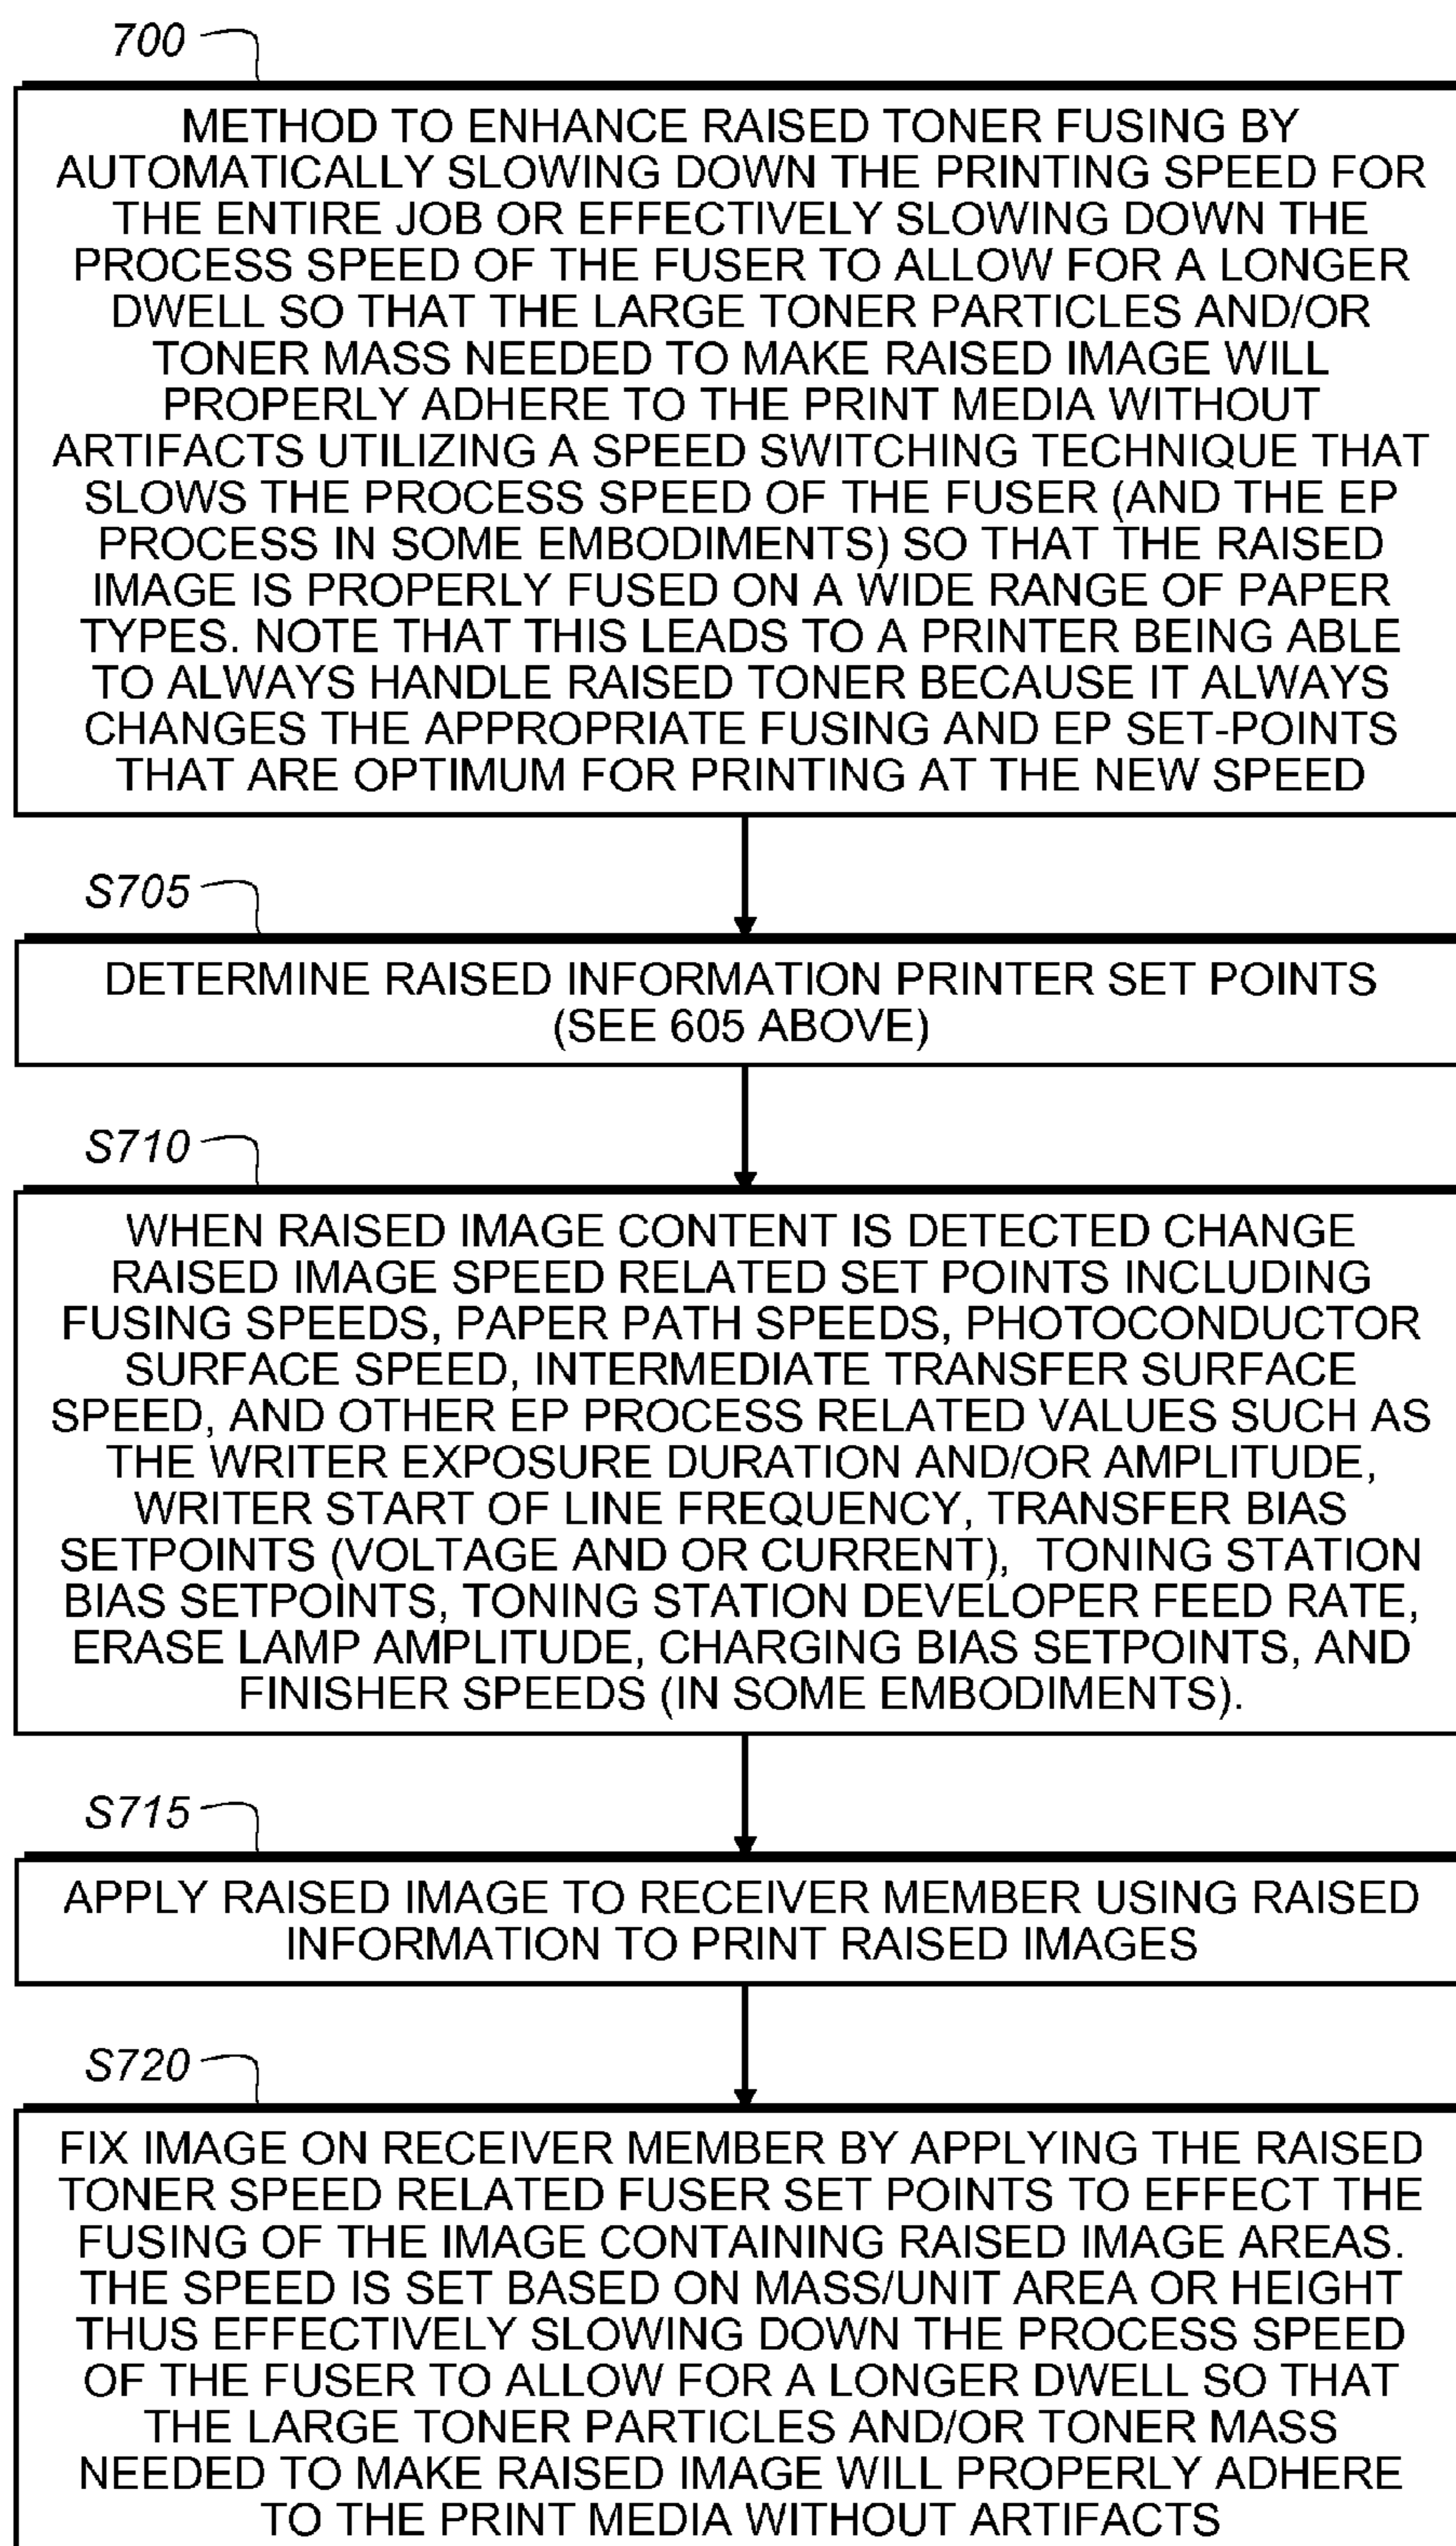 700
METHOD TO ENHANCE RAISED TONER FUSING BY
AUTOMATICALLY SLOWING DOWN THE PRINTING SPEED FOR
THE ENTIRE JOB OR EFFECTIVELY SLOWING DOWN THE
PROCESS SPEED OF THE FUSER TO ALLOW FOR A LONGER
DWELL SO THAT THE LARGE TONER PARTICLES AND/OR
TONER MASS NEEDED TO MAKE RAISED IMAGE WILL
PROPERLY ADHERE TO THE PRINT MEDIA WITHOUT
ARTIFACTS UTILIZING A SPEED SWITCHING TECHNIQUE THAT
SLOWS THE PROCESS SPEED OF THE FUSER (AND THE EP
PROCESS IN SOME EMBODIMENTS) SO THAT THE RAISED
IMAGE IS PROPERLY FUSED ON A WIDE RANGE OF PAPER
TYPES. NOTE THAT THIS LEADS TO A PRINTER BEING ABLE
TO ALWAYS HANDLE RAISED TONER BECAUSE IT ALWAYS
CHANGES THE APPROPRIATE FUSING AND EP SET-POINTS
THAT ARE OPTIMUM FOR PRINTING AT THE NEW SPEED
S705
DETERMINE RAISED INFORMATION PRINTER SET POINTS
(SEE 605 ABOVE)
S710
WHEN RAISED IMAGE CONTENT IS DETECTED CHANGE
RAISED IMAGE SPEED RELATED SET POINTS INCLUDING
FUSING SPEEDS, PAPER PATH SPEEDS, PHOTOCONDUCTOR
SURFACE SPEED, INTERMEDIATE TRANSFER SURFACE
SPEED, AND OTHER EP PROCESS RELATED VALUES SUCH AS
THE WRITER EXPOSURE DURATION AND/OR AMPLITUDE,
WRITER START OF LINE FREQUENCY, TRANSFER BIAS
SETPOINTS (VOLTAGE AND OR CURRENT), TONING STATION
BIAS SETPOINTS, TONING STATION DEVELOPER FEED RATE,
ERASE LAMP AMPLITUDE, CHARGING BIAS SETPOINTS, AND
FINISHER SPEEDS (IN SOME EMBODIMENTS).
S715
APPLY RAISED IMAGE TO RECEIVER MEMBER USING RAISED
INFORMATION TO PRINT RAISED IMAGES
S720
FIX IMAGE ON RECEIVER MEMBER BY APPLYING THE RAISED
TONER SPEED RELATED FUSER SET POINTS TO EFFECT THE
FUSING OF THE IMAGE CONTAINING RAISED IMAGE AREAS.
THE SPEED IS SET BASED ON MASS/UNIT AREA OR HEIGHT
THUS EFFECTIVELY SLOWING DOWN THE PROCESS SPEED
OF THE FUSER TO ALLOW FOR A LONGER DWELL SO THAT
THE LARGE TONER PARTICLES AND/OR TONER MASS
NEEDED TO MAKE RAISED IMAGE WILL PROPERLY ADHERE
TO THE PRINT MEDIA WITHOUT ARTIFACTS